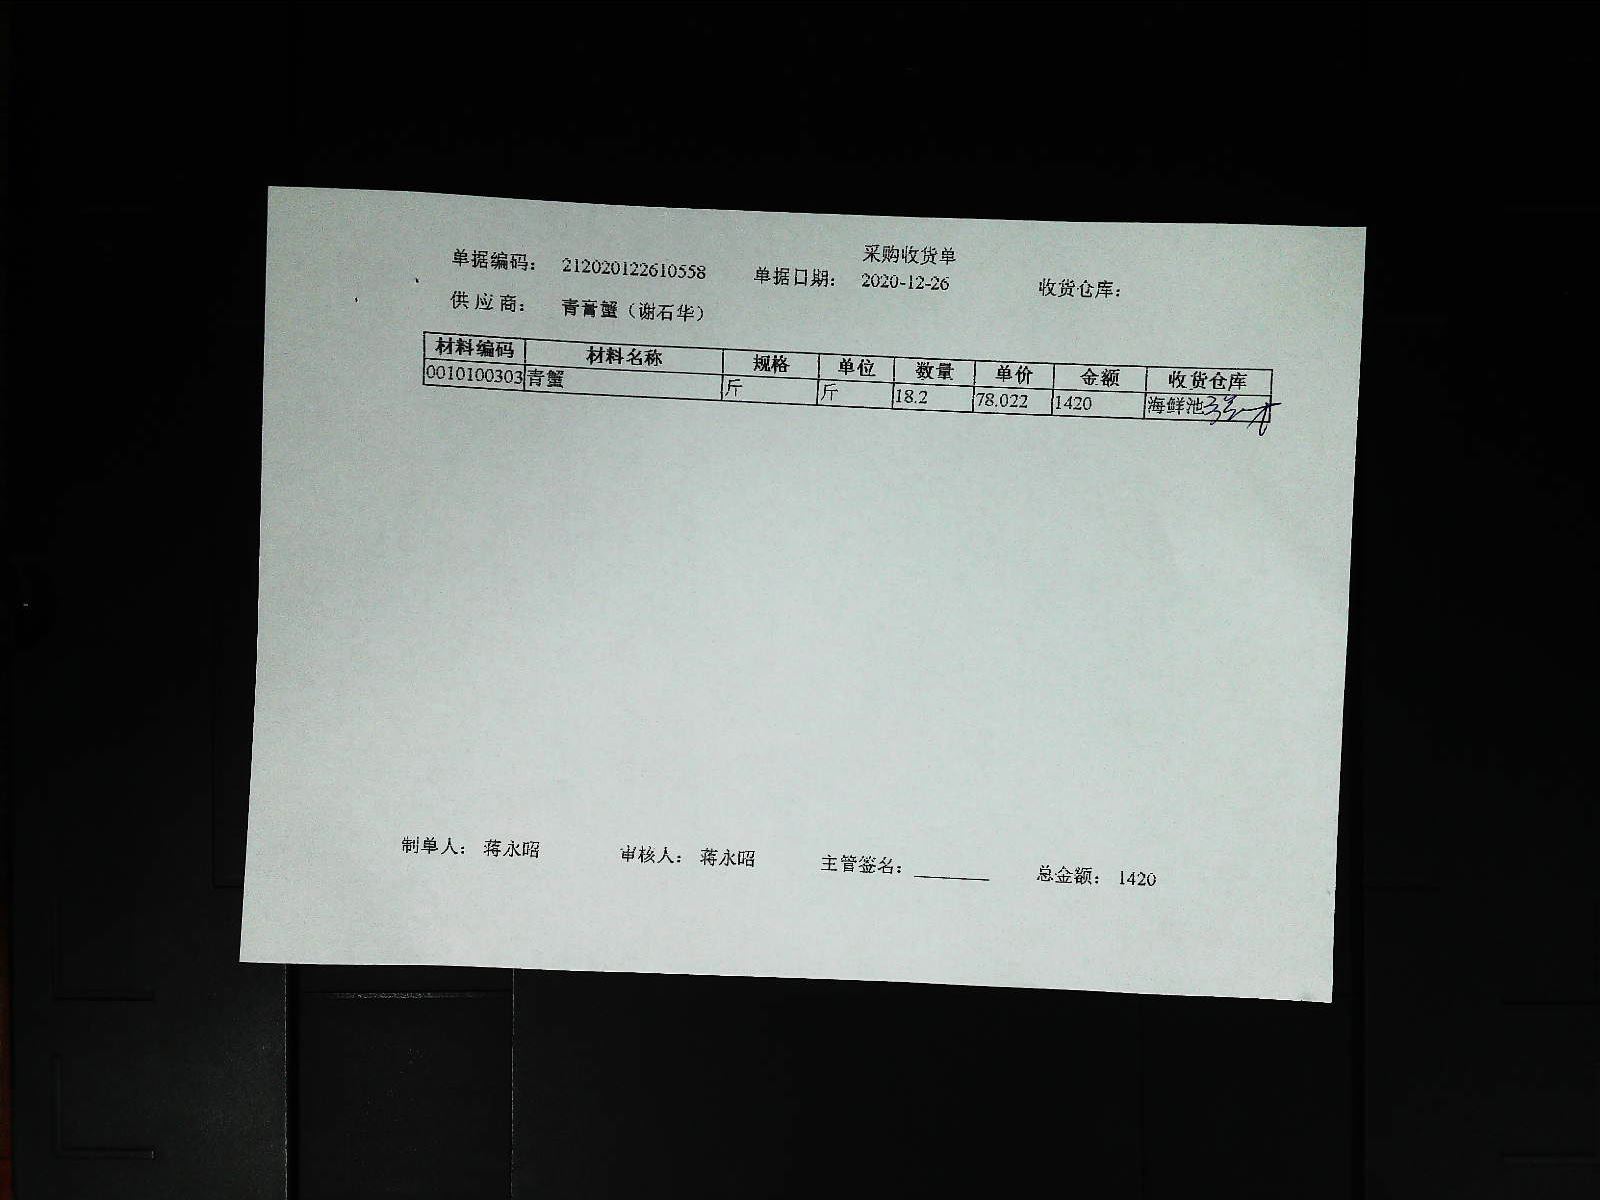 采购收货单
单据编码： 212020122610558 单据日期： 2020-12-26 收货仓库：
供应商： 青膏蟹（谢石华）
材料编码 材料名称 规格 单位 数量 单价 金额 收货仓库
0010100303 青蟹 斤 斤 18.2 78.022 1420 海鲜池
制单人： 蒋永昭 审核人： 蒋永昭 主管签名： 总金额： 1420